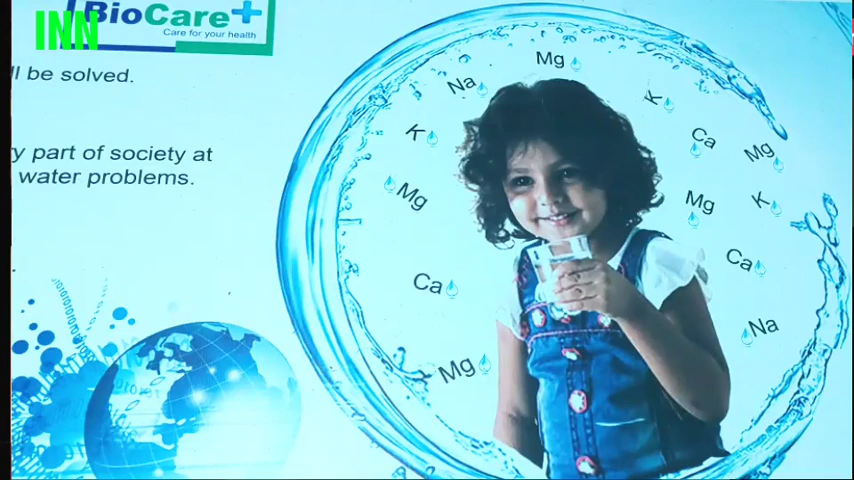 INN
BioCare+
Care for your health
ll be solved.
y part of society at
water problems.
Mg
Na
K
K
Ca
Mg
Mg
Mg
K
Ca
Ca
Na
Mg